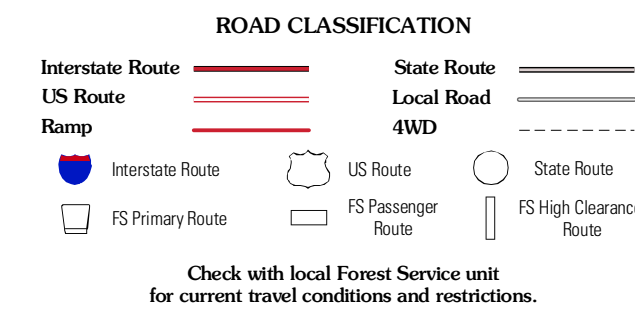 ROAD CLASSIFICATION
Interstate Route
State Route
US Route
Local Road
Ramp
4WD
Interstate Route
US Route
State Route
FS Primary Route
FS Passenger
Route
FS High Clearance
Route
Check with local Forest Service unit
for current travel conditions and restrictions.